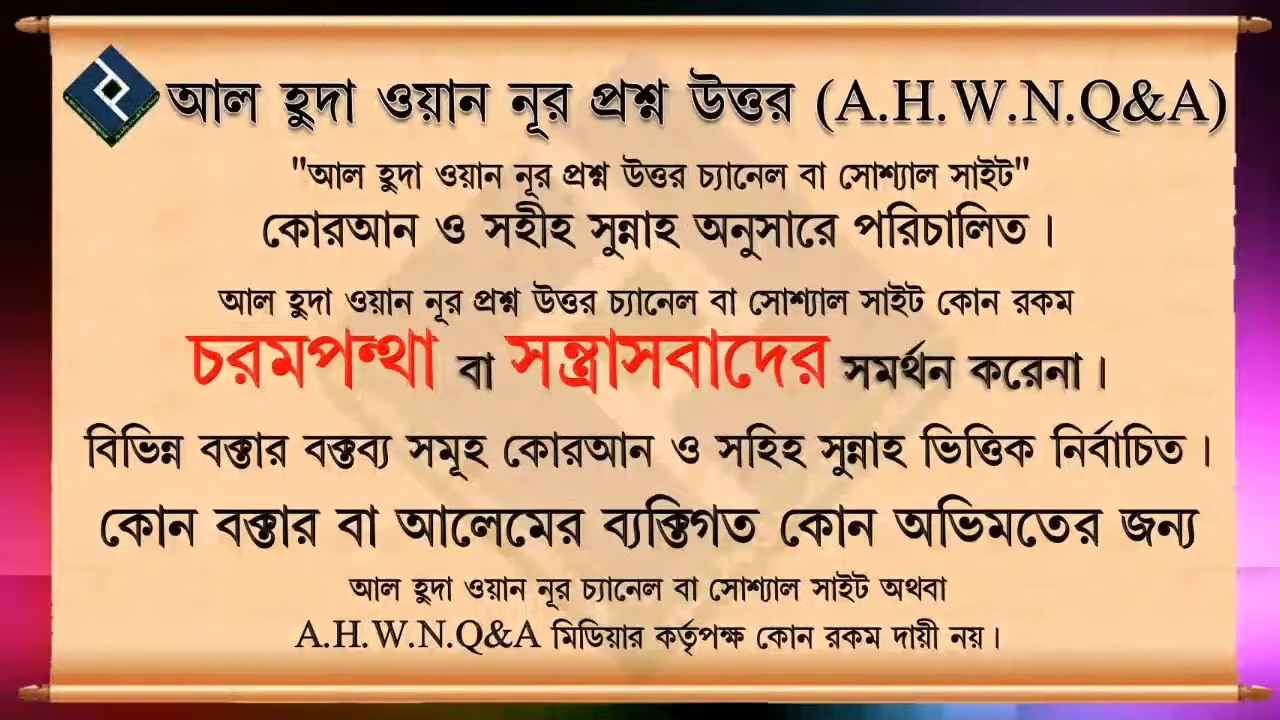 আল হুদা ওয়ান নূর প্রশ্ন উত্তর (A.H.W.N.Q&A)
"আল হুদা ওয়ান নূর প্রশ্ন উত্তর চ্যানেল বা সোশ্যাল সাইট"
কোরআন ও সহীহ সুন্নাহ অনুসারে পরিচালিত।
আল হুদা ওয়ান নূর প্রশ্ন উত্তর চ্যানেল বা সোশ্যাল সাইট কোন রকম
চরমপন্থা বা সন্ত্রাসবাদের সমর্থন করেনা।
বিভিন্ন বক্তার বক্তব্য সমূহ কোরআন ও সহিহ সুন্নাহ ভিত্তিক নির্বাচিত।
কোন বক্তার বা আলেমের ব্যক্তিগত কোন অভিমতের জন্য
আল হুদা ওয়ান নূর চ্যানেল বা সোশ্যাল সাইট অথবা
A.H.W.N.Q&A মিডিয়ার কর্তৃপক্ষ কোন রকম দায়ী নয়।